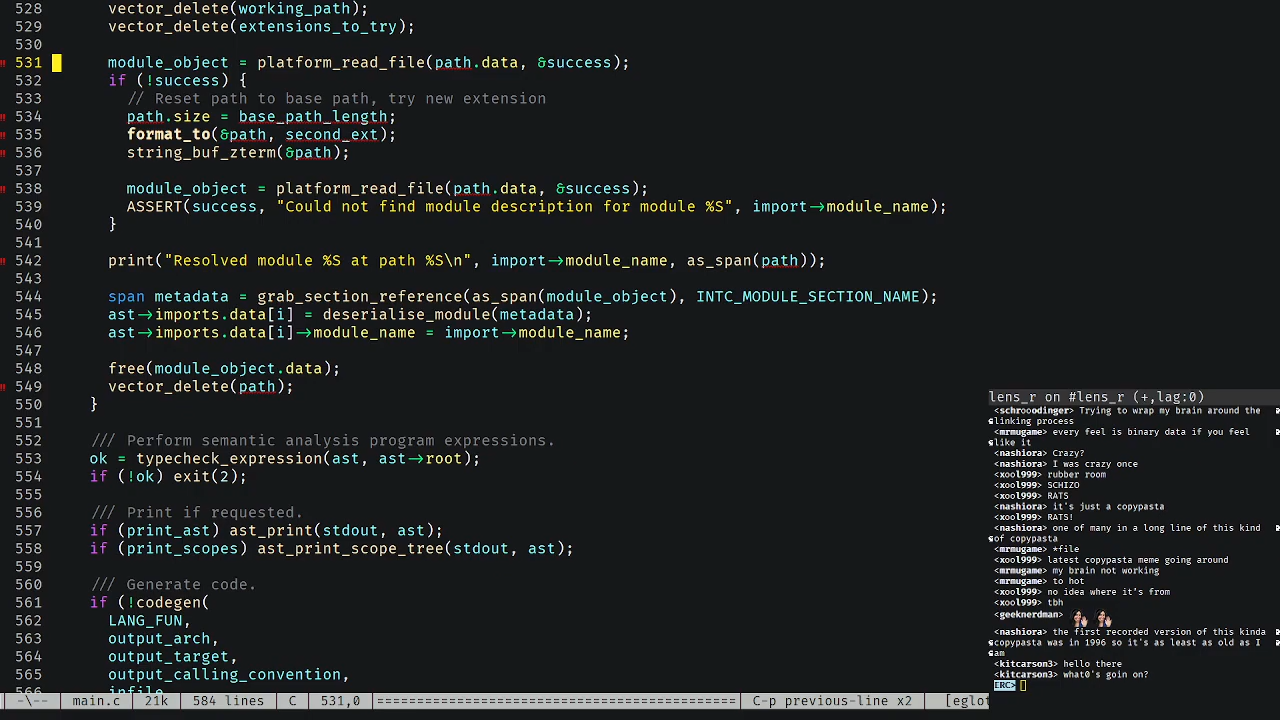 528 vector_delete(working_path);
529 vector_delete(extensions_to_try);
530
531 module_object = platform_read_file(path.data, &success);
532 if (!success) {
533 // Reset path to base path, try new extension
534 path.size = base_path_length;
535 format_to(&path, second_ext);
536 string_buf_zterm(&path);
537
538 module_object = platform_read_file(path.data, &success);
539 ASSERT(success, "Could not find module description for module %S", import→module_name);
540 }
541
542 print("Resolved module %S at path %S\n", import→module_name, as_span(path));
543
544 span metadata = grab_section_reference(as_span(module_object), INTC_MODULE_SECTION_NAME);
545 ast→imports.data[i] = deserialise_module(metadata);
546 ast→imports.data[i]→module_name = import→module_name;
547
548 free(module_object.data);
549 vector_delete(path);
550 }
551
552 /// Perform semantic analysis program expressions.
553 ok = typecheck_expression(ast, ast→root);
554 if (!ok) exit(2);
555
556 /// Print if requested.
557 if (print_ast) ast_print(stdout, ast);
558 if (print_scopes) ast_print_scope_tree(stdout, ast);
559
560 /// Generate code.
561 if (!codegen(
562 LANG_FUN,
563 output_arch,
564 output_target,
565 output_calling_convention,
566 infile,
-\-- main.c 21k 584 lines C 531,0 C-p previous-line x2 [eglot
lens_r on #lens_r (+,lag:0)
<schrooodinger> Trying to wrap my brain around the
linking process
<mrmugame> every feel is binary data if you feel
like it
<nashiora> Crazy?
<nashiora> I was crazy once
<xool999> rubber room
<xool999> SCHIZO
<xool999> RATS
<nashiora> it's just a copypasta
<xool999> RATS!
<nashiora> one of many in a long line of this kind
of copypasta
<mrmugame> *file
<xool999> latest copypasta meme going around
<mrmugame> my brain not working
<mrmugame> to hot
<xool999> no idea where it's from
<xool999> tbh
<geeknerdman>
<nashiora> the first recorded version of this kinda
copypasta was in 1996 so it's as least as old as I
am
<kitcarson3> hello there
<kitcarson3> what0's goin on?
ERC>